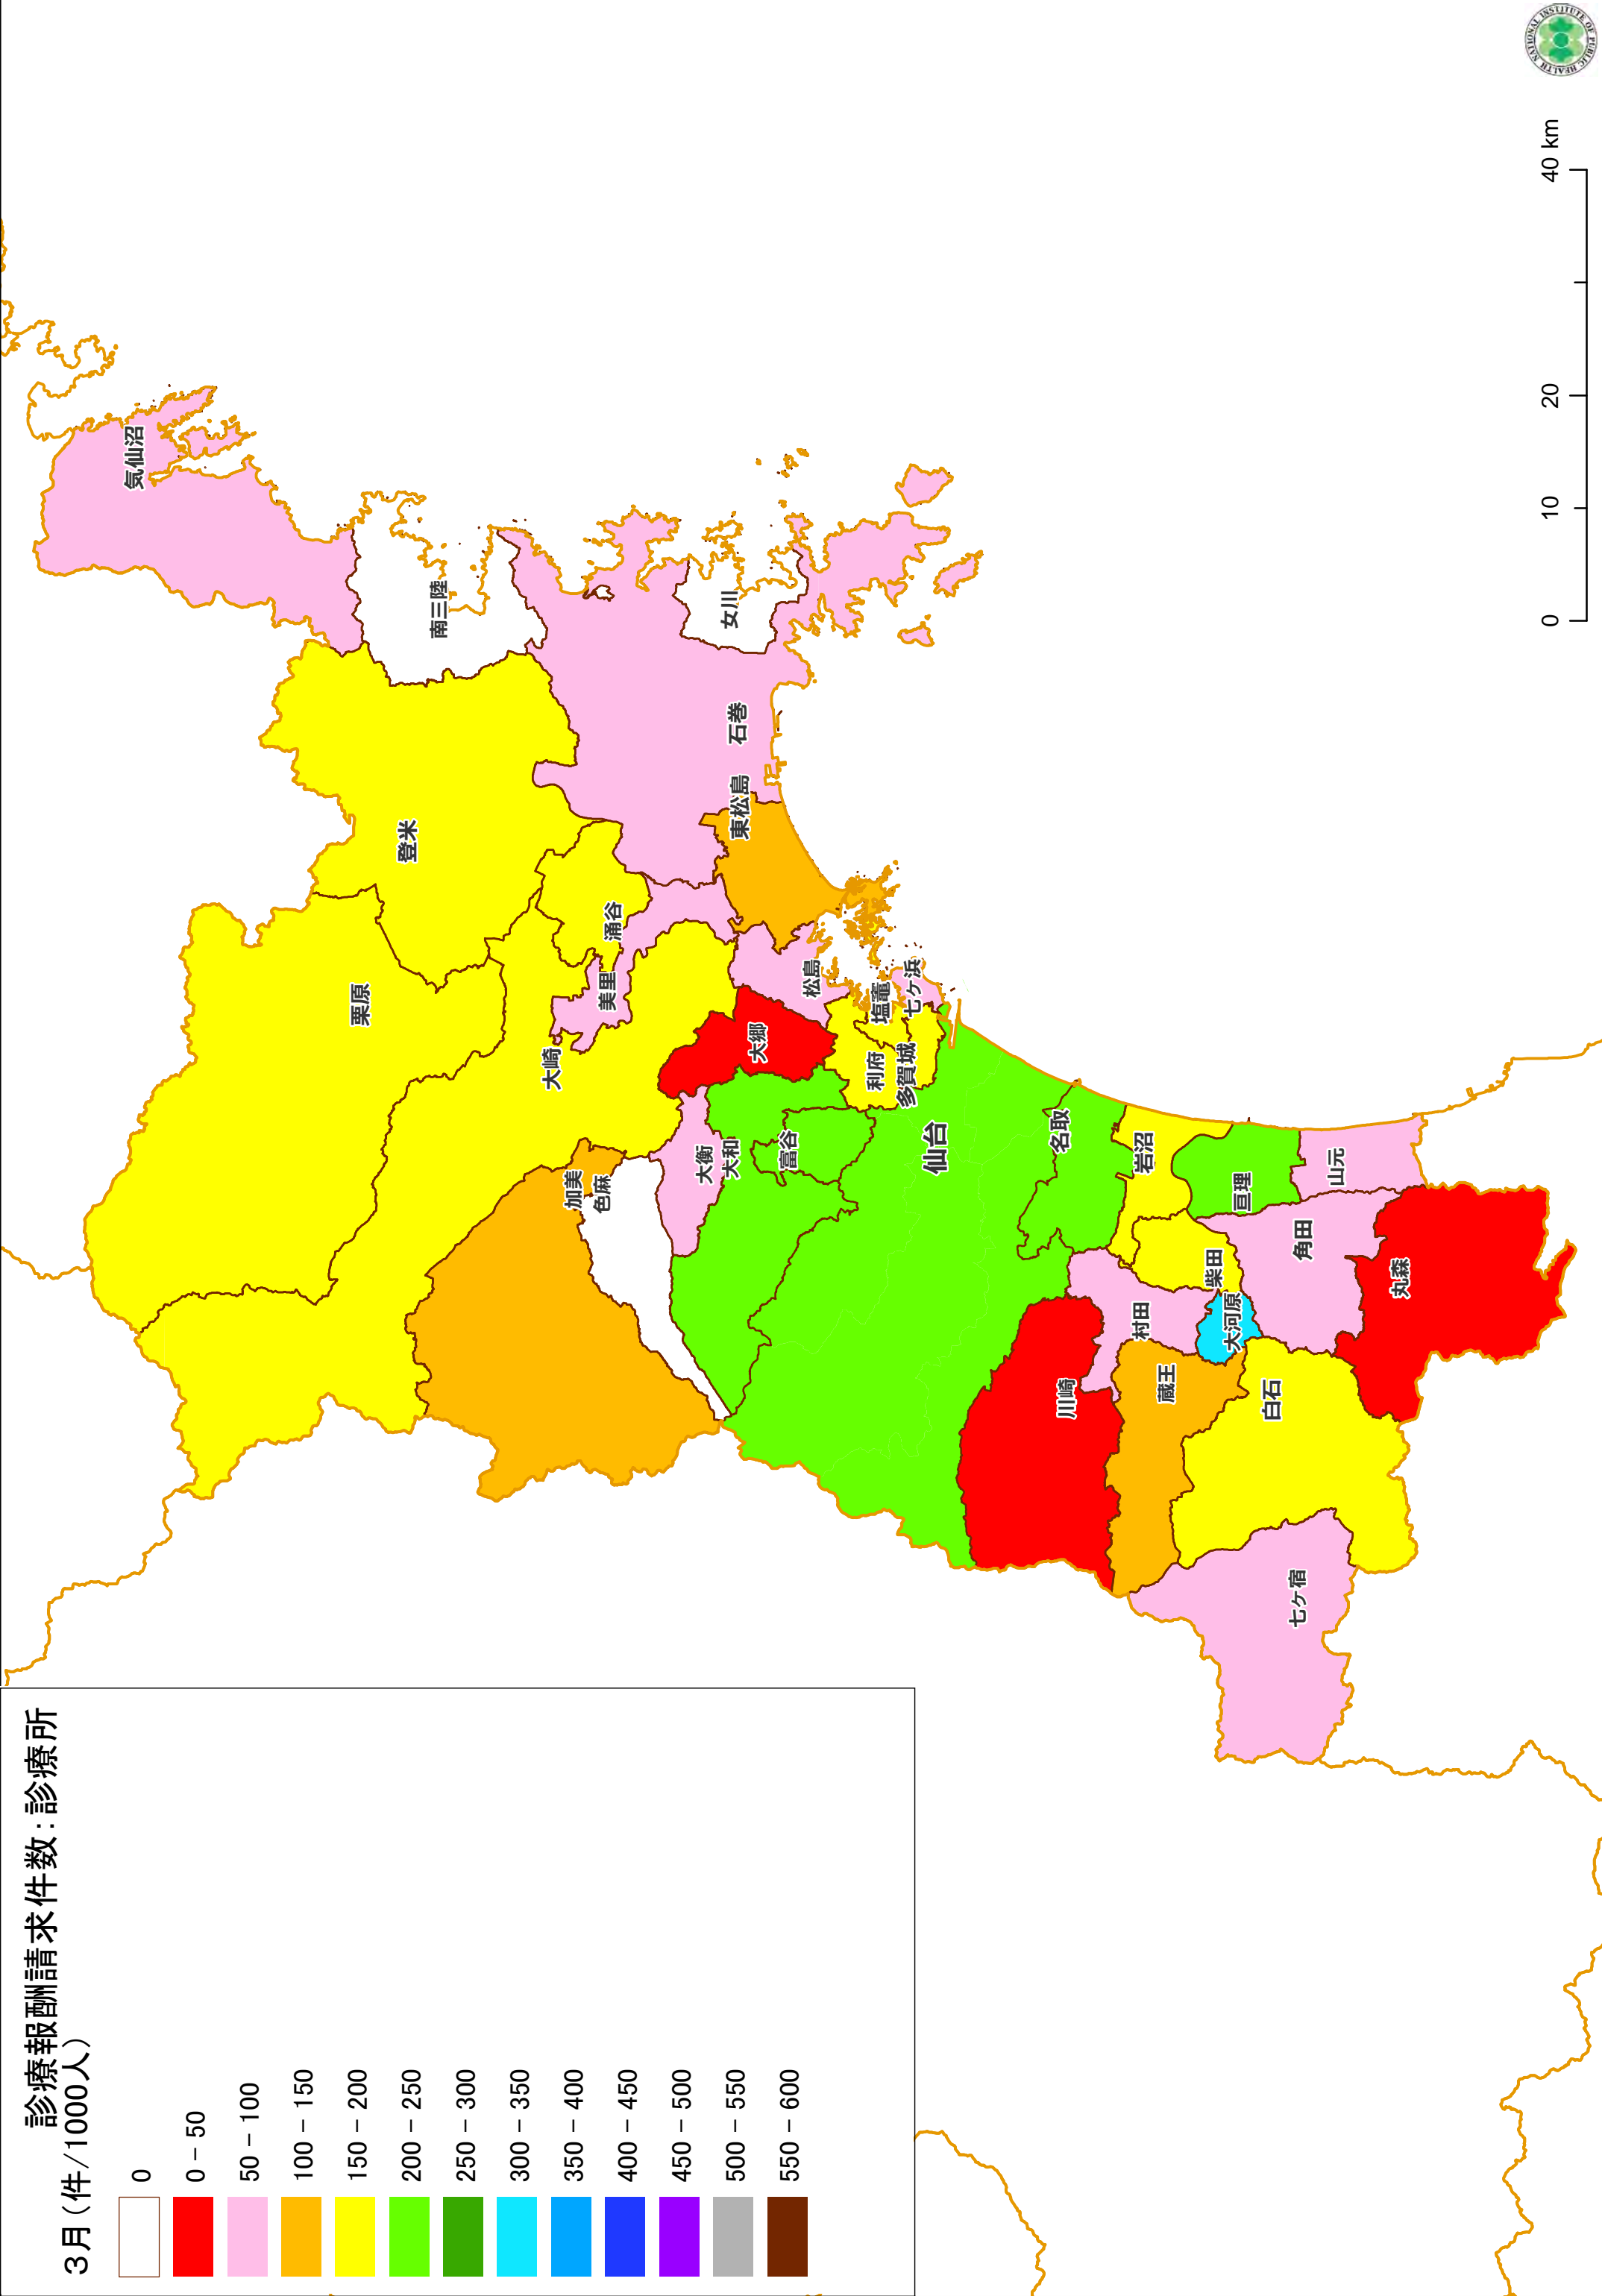 診療報酬請求件数：診療所
3月（件/1000人）
0
0 - 50
50 - 100
100 - 150
150 - 200
200 - 250
250 - 300
300 - 350
350 - 400
400 - 450
450 - 500
500 - 550
550 - 600
気仙沼
南三陸
登米
栗原
女川
石巻
東松島
涌谷
美里
大崎
松島
大郷
塩竈
七ヶ浜
利府
多賀城
加美
色麻
大衡
大和
富谷
仙台
名取
岩沼
亘理
山元
柴田
角田
村田
大河原
丸森
川崎
蔵王
白石
七ヶ宿
0 10 20 40 km
NATIONAL INSTITUTE OF PUBLIC HEALTH